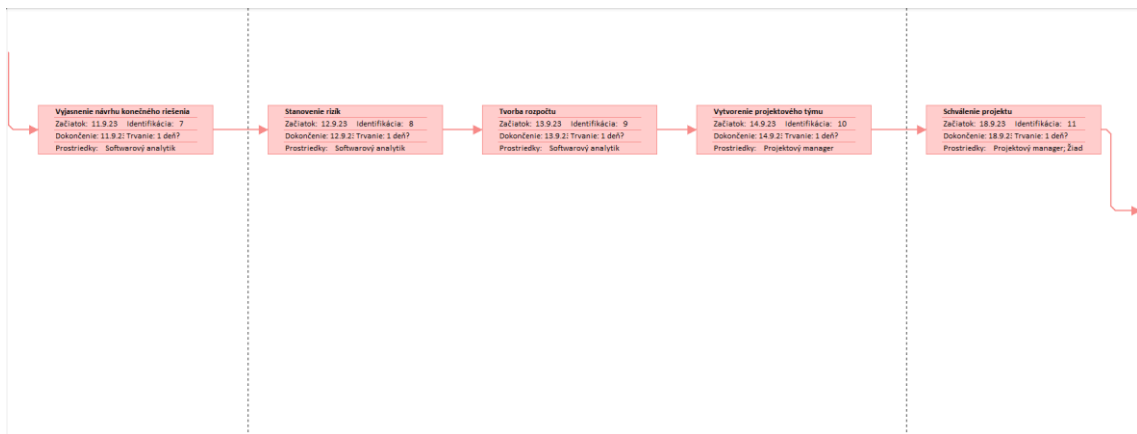 Vyjasnenie návrhu konečného riešenia
Začiatok: 11.9.23 Identifikácia: 7
Dokončenie: 11.9.2: Trvanie: 1 deň?
Prostriedky: Softwarový analytik
Stanovenie rizík
Začiatok: 12.9.23 Identifikácia: 8
Dokončenie: 12.9.2: Trvanie: 1 deň?
Prostriedky: Softwarový analytik
Tvorba rozpočtu
Začiatok: 13.9.23 Identifikácia: 9
Dokončenie: 13.9.2: Trvanie: 1 deň?
Prostriedky: Softwarový analytik
Vytvorenie projektového týmu
Začiatok: 14.9.23 Identifikácia: 10
Dokončenie: 14.9.2: Trvanie: 1 deň?
Prostriedky: Projektový manager
Schválenie projektu
Začiatok: 18.9.23 Identifikácia: 11
Dokončenie: 18.9.2: Trvanie: 1 deň?
Prostriedky: Projektový manager; Žiad